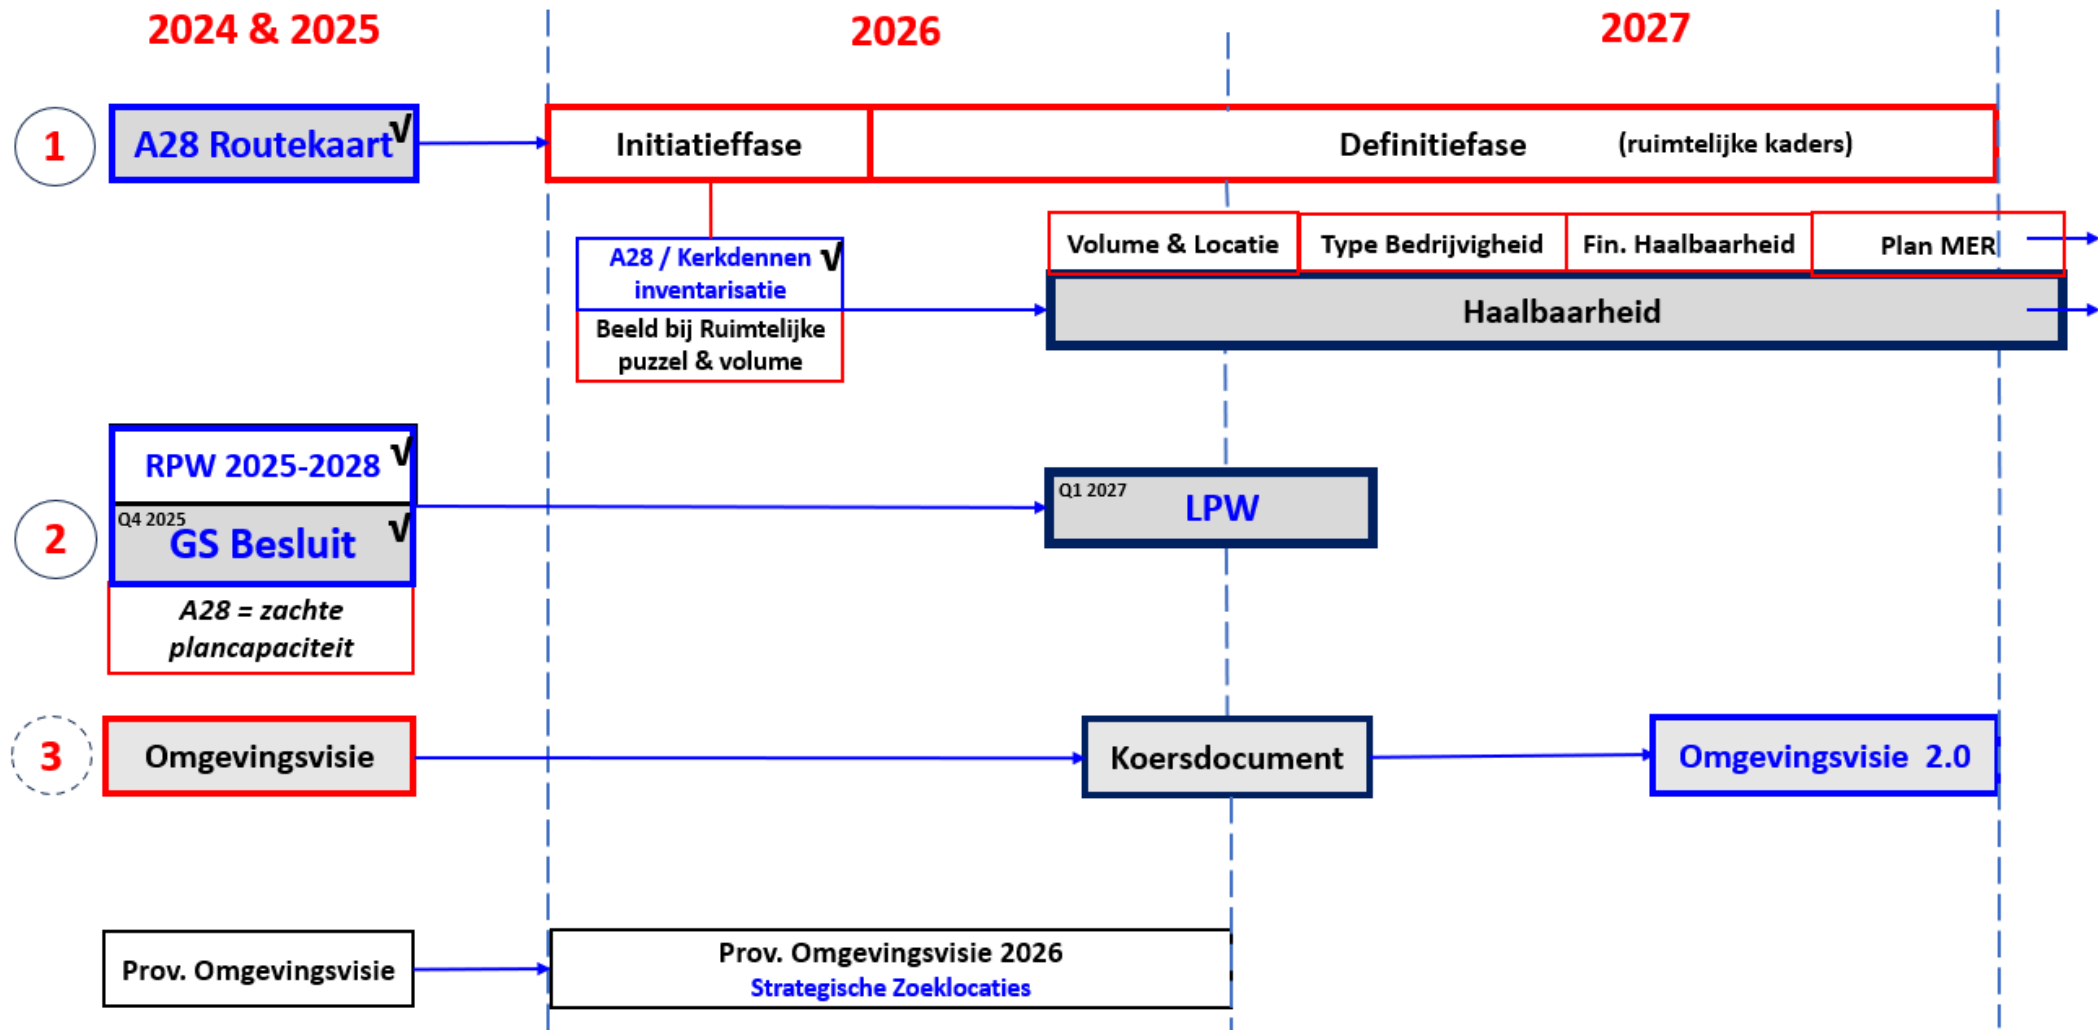 2024 & 2025
2026
2027
1
A28 Routekaart √
Initiatieffase
Definitiefase (ruimtelijke kaders)
A28 / Kerkdennen √
inventarisatie
Beeld bij Ruimtelijke
puzzel & volume
Volume & Locatie
Type Bedrijvigheid
Fin. Haalbaarheid
Plan MER
Haalbaarheid
2
RPW 2025-2028 √
Q4 2025
GS Besluit √
A28 = zachte
plancapaciteit
Q1 2027
LPW
3
Omgevingsvisie
Koersdocument
Omgevingsvisie 2.0
Prov. Omgevingsvisie
Prov. Omgevingsvisie 2026
Strategische Zoeklocaties